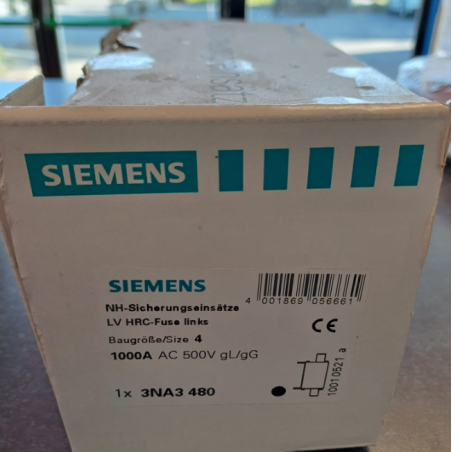 SIEMENS
SIEMENS
4 001869 056661
NH-Sicherungseinsätze
LV HRC-Fuse links
Baugröße/Size 4
1000A AC 500V gL/gG
1x 3NA3 480
10010521 a
CE